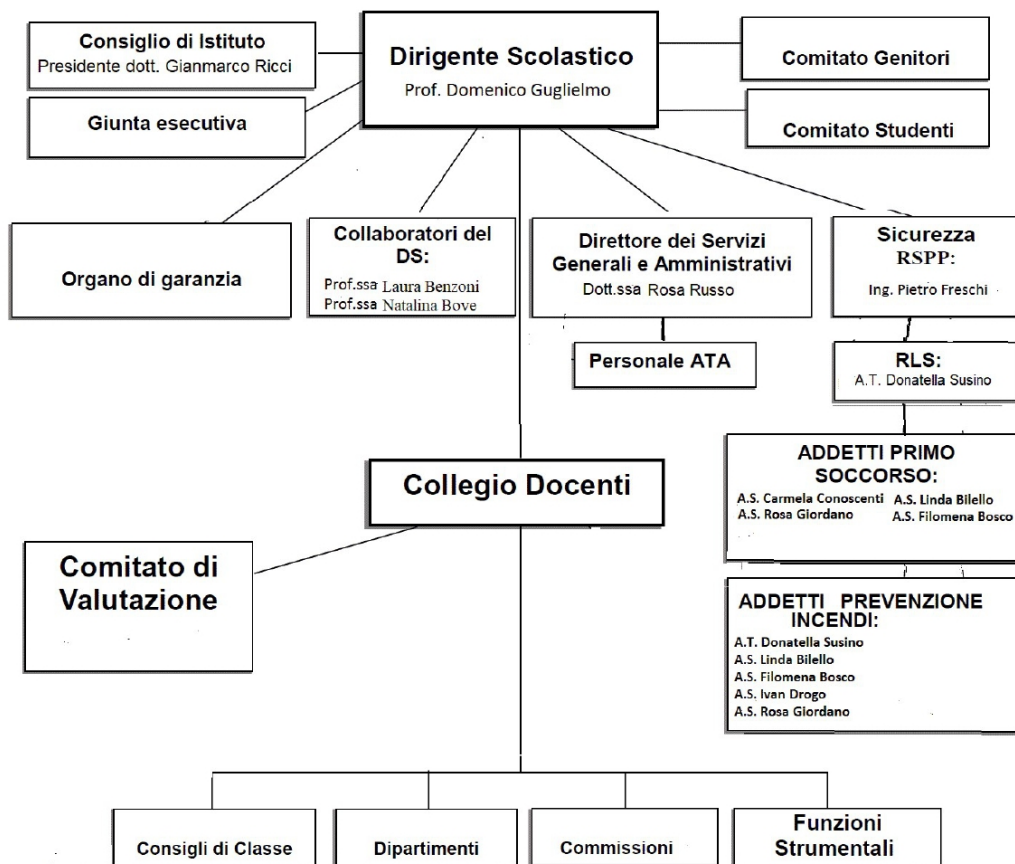 Consiglio di Istituto
Presidente dott. Gianmarco Ricci
Dirigente Scolastico
Prof. Domenico Guglielmo
Comitato Genitori
Giunta esecutiva
Comitato Studenti
Organo di garanzia
Collaboratori del
DS:
Prof.ssa Laura Benzoni
Prof.ssa Natalina Bove
Direttore dei Servizi
Generali e Amministrativi
Dott.ssa Rosa Russo
Sicurezza
RSPP:
Ing. Pietro Freschi
Personale ATA
RLS:
A.T. Donatella Susino
Collegio Docenti
ADDETTI PRIMO
SOCCORSO:
A.S. Carmela Conoscenti A.S. Linda Bilello
A.S. Rosa Giordano A.S. Filomena Bosco
Comitato di
Valutazione
ADDETTI PREVENZIONE
INCENDI:
A.T. Donatella Susino
A.S. Linda Bilello
A.S. Filomena Bosco
A.S. Ivan Drogo
A.S. Rosa Giordano
Consigli di Classe
Dipartimenti
Commissioni
Funzioni
Strumentali